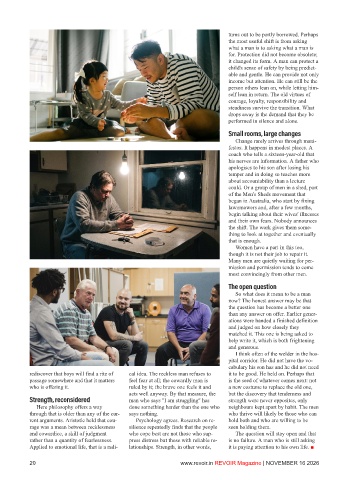 rediscover that boys will find a rite of
passage somewhere and that it matters
who is offering it.
Strength, reconsidered
Here philosophy offers a way
through that is older than any of the cur-
rent arguments. Aristotle held that cou-
rage was a mean between recklessness
and cowardice, a skill of judgment
rather than a quantity of fearlessness.
Applied to emotional life, that is a radi-
cal idea. The reckless man refuses to
feel fear at all; the cowardly man is
ruled by it; the brave one feels it and
acts well anyway. By that measure, the
man who says "I am struggling" has
done something harder than the one who
says nothing.
Psychology agrees. Research on re-
silience repeatedly finds that the people
who cope best are not those who sup-
press distress but those with reliable re-
lationships. Strength, in other words,
turns out to be partly borrowed. Perhaps
the most useful shift is from asking
what a man is to asking what a man is
for. Protection did not become obsolete;
it changed its form. A man can protect a
child's sense of safety by being predict-
able and gentle. He can provide not only
income but attention. He can still be the
person others lean on, while letting him-
self lean in return. The old virtues of
courage, loyalty, responsibility and
steadiness survive the transition. What
drops away is the demand that they be
performed in silence and alone.
Small rooms, large changes
Change rarely arrives through mani-
festos. It happens in modest places. A
coach who tells a sixteen-year-old that
his nerves are information. A father who
apologises to his son after losing his
temper and in doing so teaches more
about accountability than a lecture
could. Or a group of men in a shed, part
of the Men's Sheds movement that
began in Australia, who start by fixing
lawnmowers and, after a few months,
begin talking about their wives' illnesses
and their own fears. Nobody announces
the shift. The work gives them some-
thing to look at together and eventually
that is enough.
Women have a part in this too,
though it is not their job to repair it.
Many men are quietly waiting for per-
mission and permission tends to come
most convincingly from other men.
The open question
So what does it mean to be a man
now? The honest answer may be that
the question has become a better one
than any answer on offer. Earlier gener-
ations were handed a finished definition
and judged on how closely they
matched it. This one is being asked to
help write it, which is both frightening
and generous.
I think often of the welder in the hos-
pital corridor. He did not have the vo-
cabulary his son has and he did not need
it to be good. He held on. Perhaps that
is the seed of whatever comes next: not
a new costume to replace the old one,
but the discovery that tenderness and
strength were never opposites, only
neighbours kept apart by habit. The men
who thrive will likely be those who can
hold both and who are willing to be
seen holding them.
The question will stay open and that
is no failure. A man who is still asking
it is paying attention to his own life.
20
www.revoir.in REVOIR Magazine | NOVEMBER 16 2026